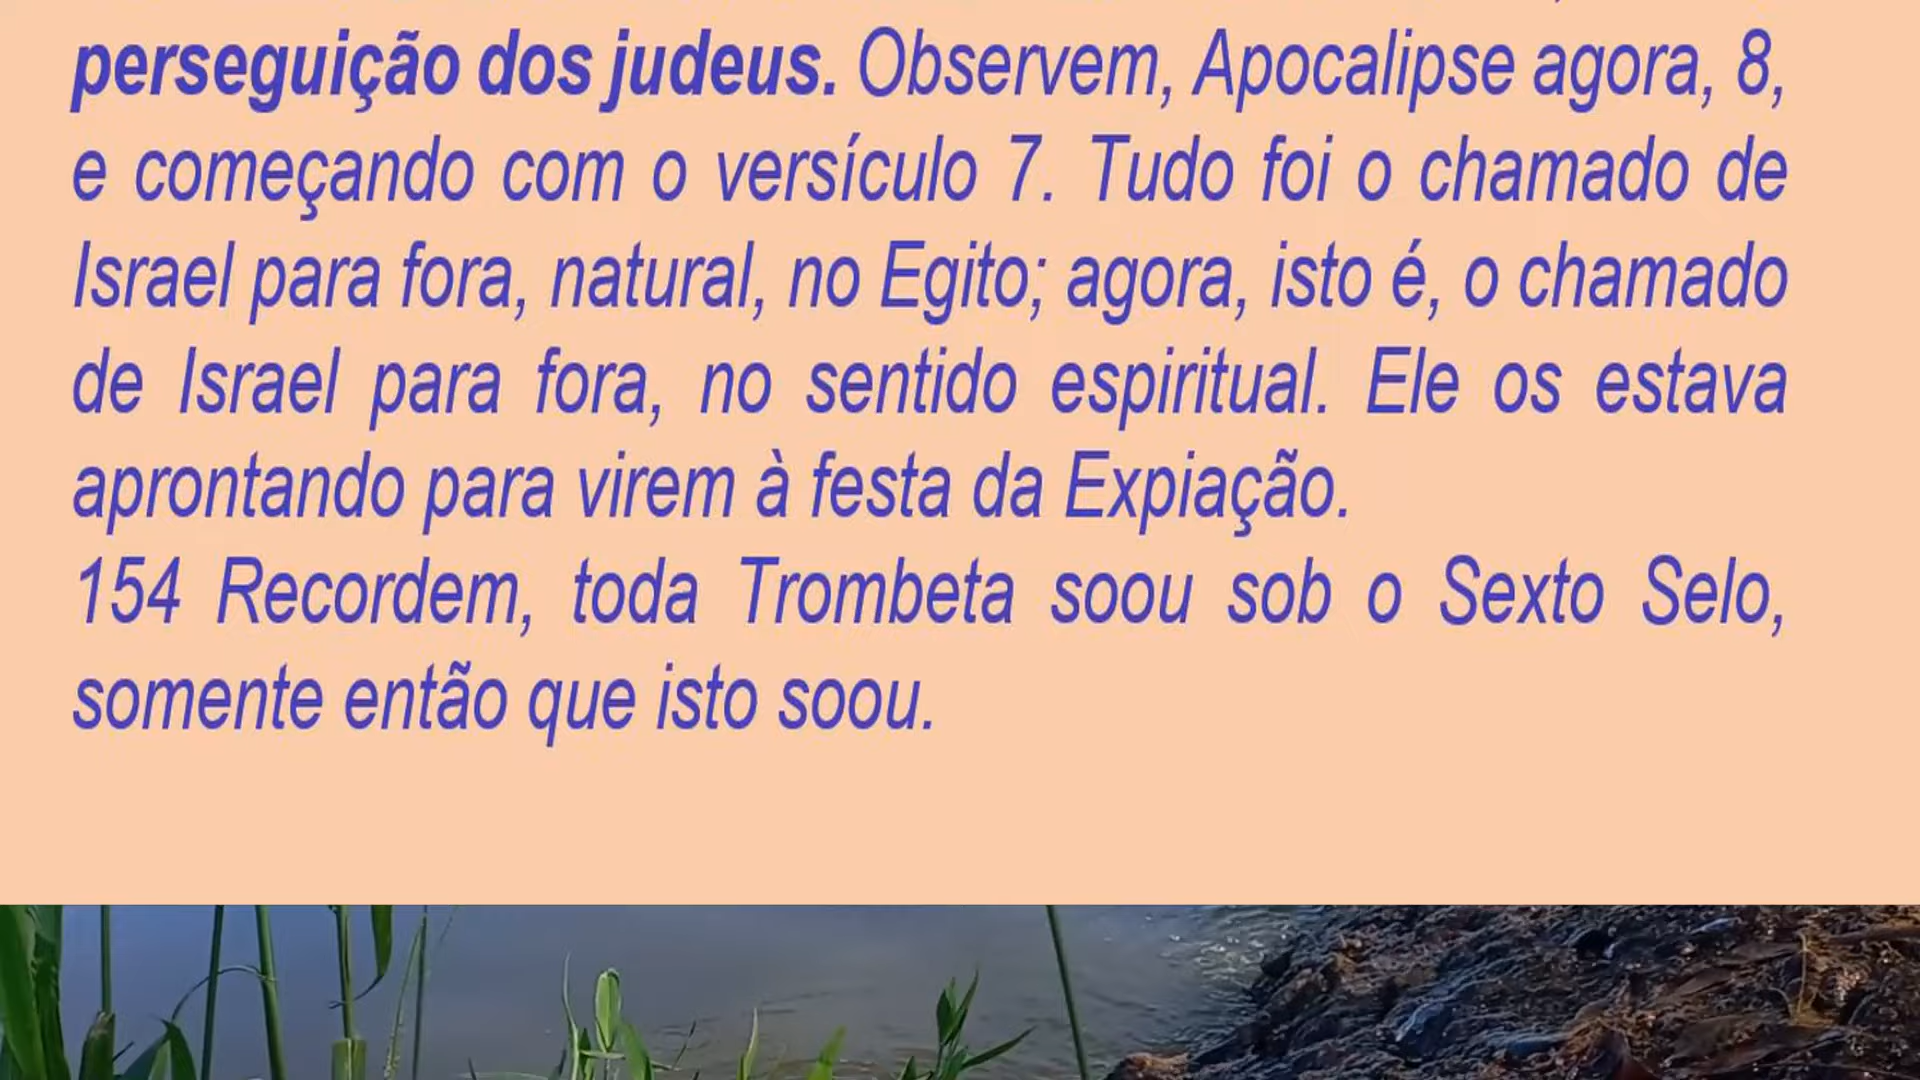 perseguição dos judeus. Observem, Apocalipse agora, 8,
e começando com o versículo 7. Tudo foi o chamado de
Israel para fora, natural, no Egito; agora, isto é, o chamado
de Israel para fora, no sentido espiritual. Ele os estava
aprontando para virem à festa da Expiação.
154 Recordem, toda Trombeta soou sob o Sexto Selo,
somente então que isto soou.